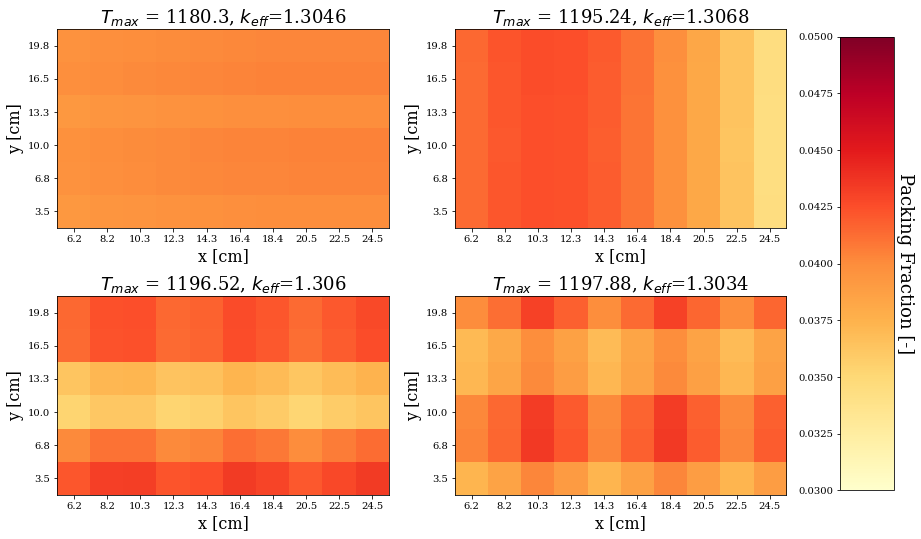 T_max = 1180.3, k_eff=1.3046
19.8
16.5
13.3
10.0
6.8
3.5
y [cm]
6.2 8.2 10.3 12.3 14.3 16.4 18.4 20.5 22.5 24.5
x [cm]
T_max = 1195.24, k_eff=1.3068
19.8
16.5
13.3
10.0
6.8
3.5
y [cm]
6.2 8.2 10.3 12.3 14.3 16.4 18.4 20.5 22.5 24.5
x [cm]
T_max = 1196.52, k_eff=1.306
19.8
16.5
13.3
10.0
6.8
3.5
y [cm]
6.2 8.2 10.3 12.3 14.3 16.4 18.4 20.5 22.5 24.5
x [cm]
T_max = 1197.88, k_eff=1.3034
19.8
16.5
13.3
10.0
6.8
3.5
y [cm]
6.2 8.2 10.3 12.3 14.3 16.4 18.4 20.5 22.5 24.5
x [cm]
0.0500
0.0475
0.0450
0.0425
0.0400
0.0375
0.0350
0.0325
0.0300
Packing Fraction [-]